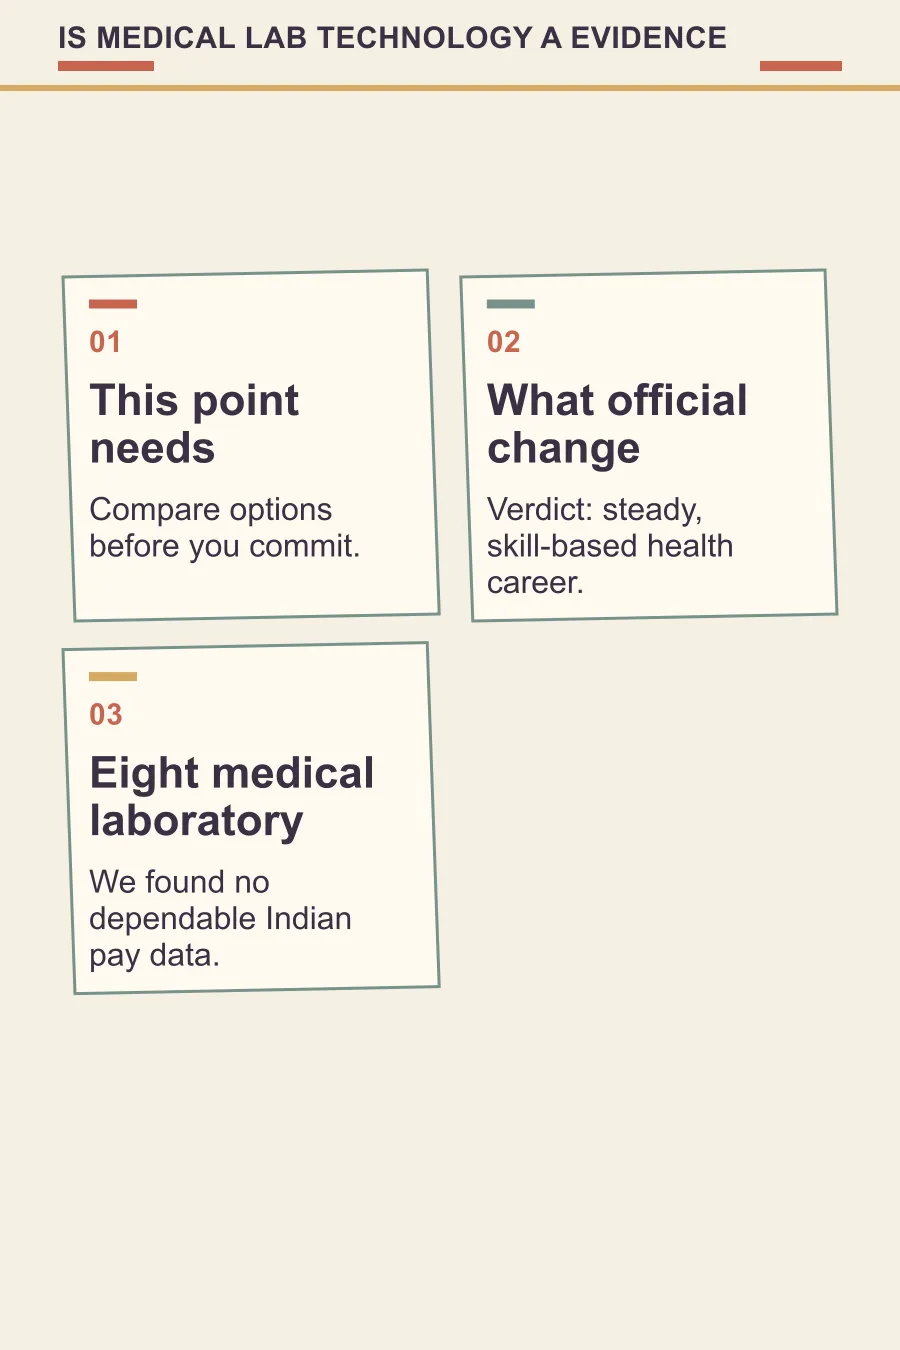 IS MEDICAL LAB TECHNOLOGY A EVIDENCE
01
This point
needs
Compare options
before you commit.
02
What official
change
Verdict: steady,
skill-based health
career.
03
Eight medical
laboratory
We found no
dependable Indian
pay data.